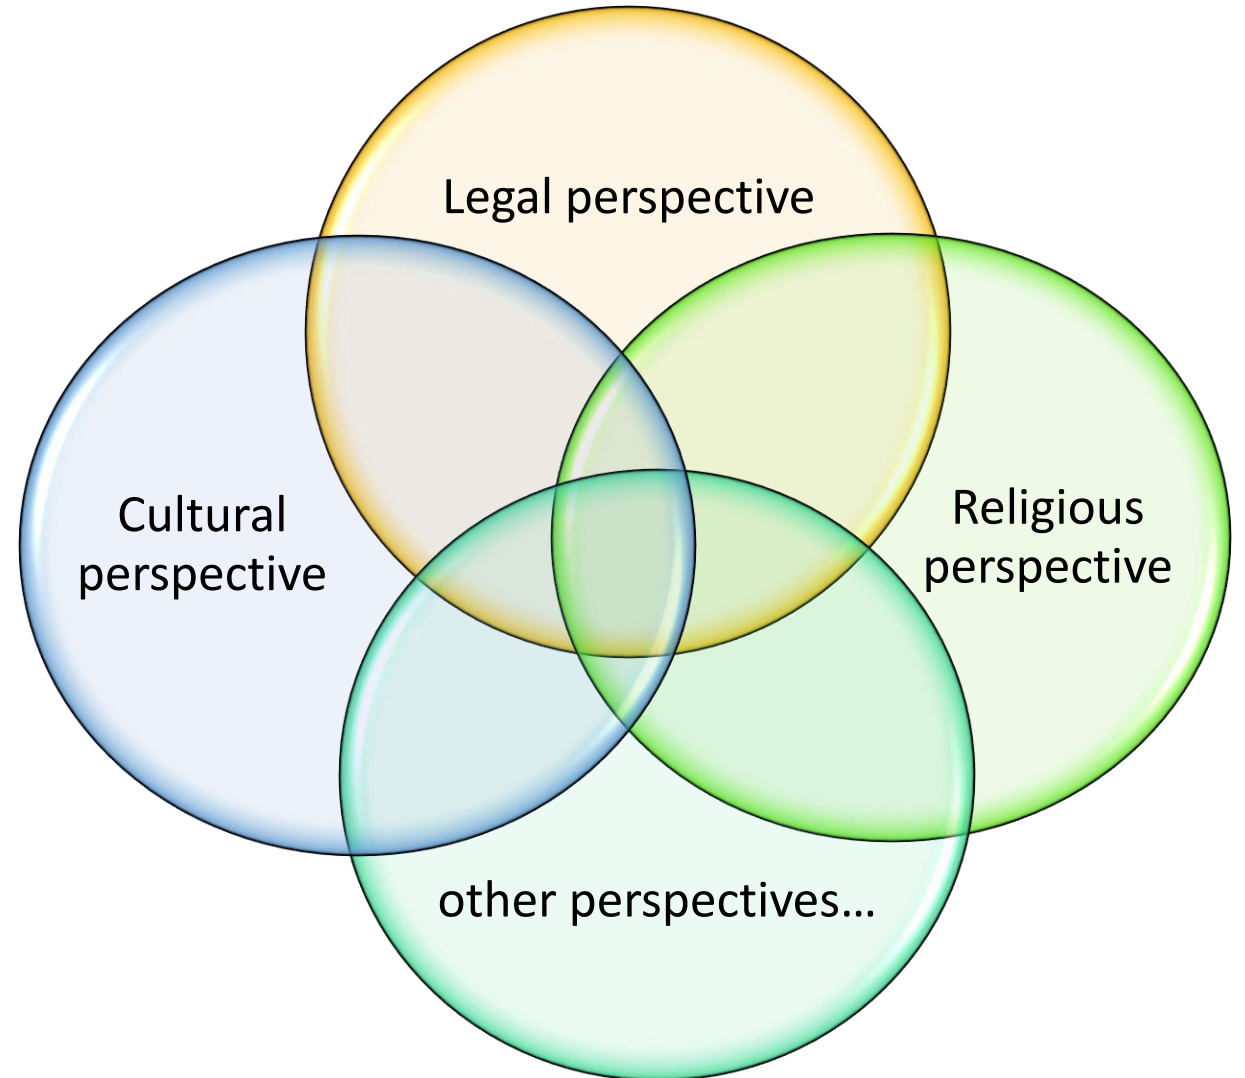 Legal perspective
Cultural
perspective
Religious
perspective
other perspectives…